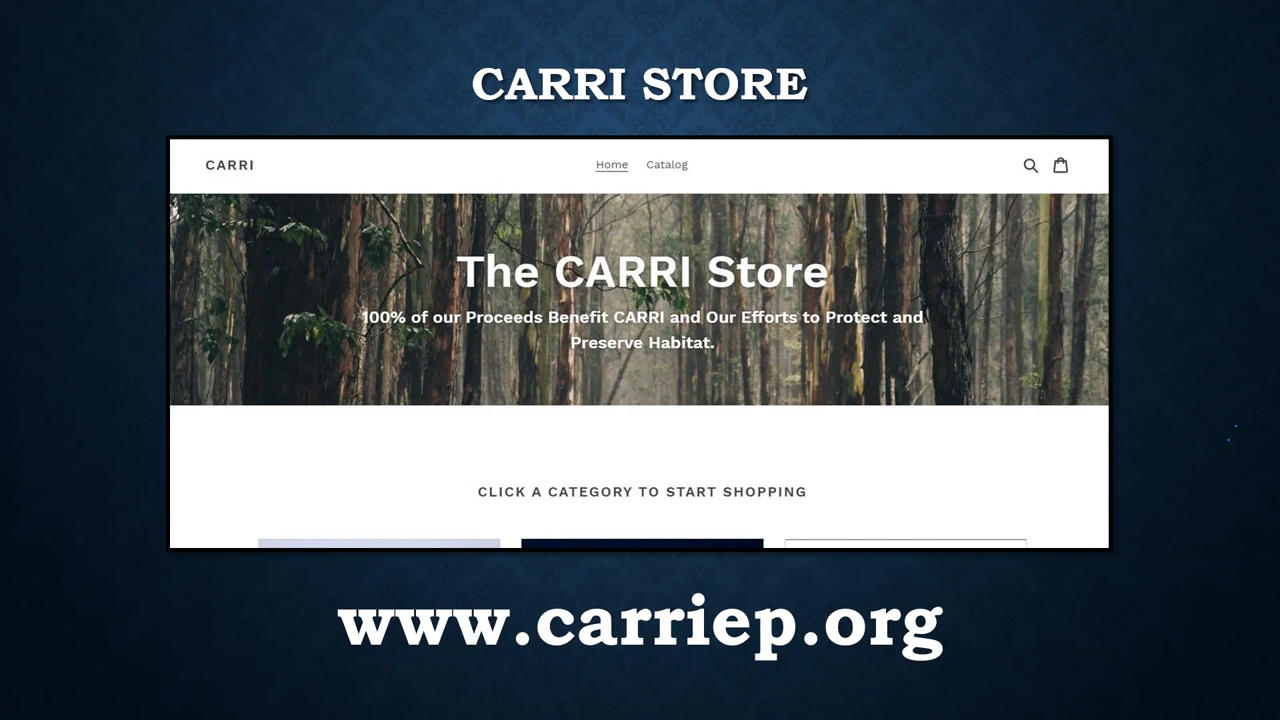 CARRI STORE
CARRI
Home Catalog
The CARRI Store
100% of our Proceeds Benefit CARRI and Our Efforts to Protect and
Preserve Habitat.
CLICK A CATEGORY TO START SHOPPING
www.carriep.org